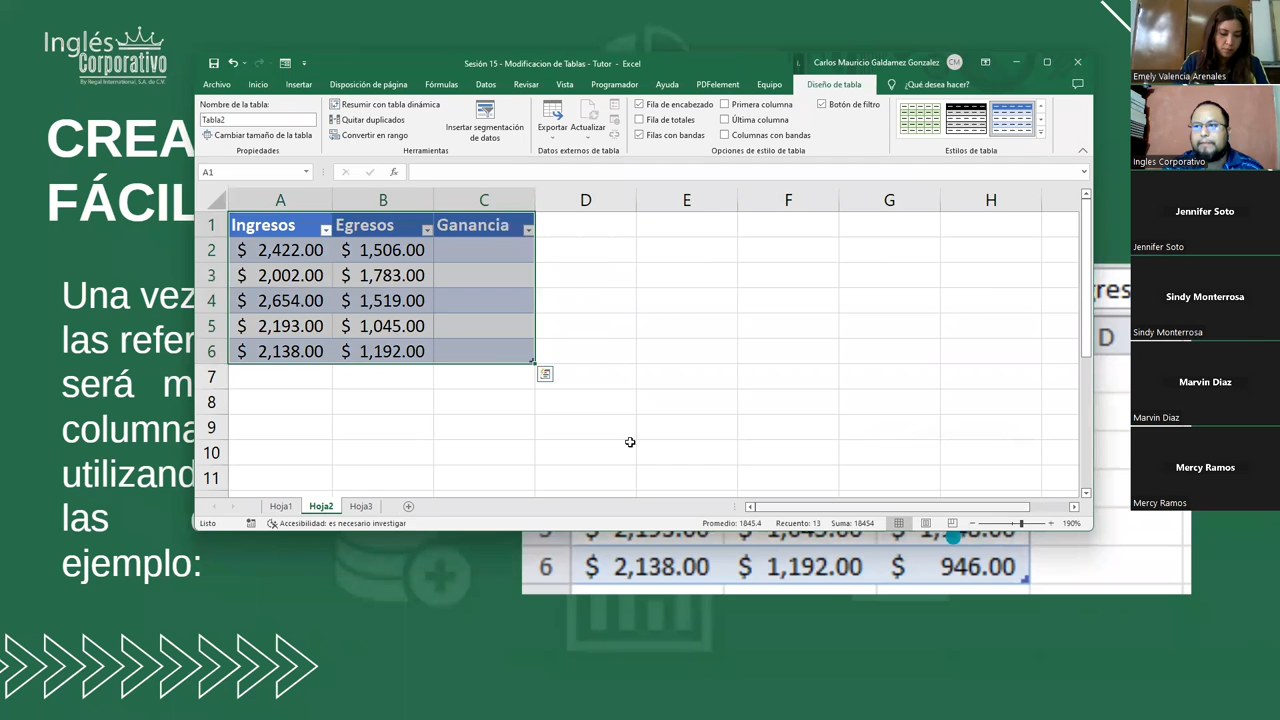 Inglés
Corporativo
By Regal International, S.A. de C.V.
CREA
FÁCIL
Una vez
las refer
será m
columna
utilizand
las
ejemplo:
Sesión 15 - Modificacion de Tablas - Tutor - Excel
Carlos Mauricio Galdamez Gonzalez CM
Archivo Inicio Insertar Disposición de página Fórmulas Datos Revisar Vista Programador Ayuda PDFelement Equipo Diseño de tabla ¿Qué desea hacer?
Nombre de la tabla:
Tabla2
Cambiar tamaño de la tabla
Propiedades
Resumir con tabla dinámica
Quitar duplicados
Convertir en rango
Insertar segmentación
de datos
Herramientas
Exportar Actualizar
Datos externos de tabla
Fila de encabezado Primera columna Botón de filtro
Fila de totales Última columna
Filas con bandas Columnas con bandas
Opciones de estilo de tabla
Estilos de tabla
A1
fx
A B C D E F G H
1 Ingresos Egresos Ganancia
2 $ 2,422.00 $ 1,506.00
3 $ 2,002.00 $ 1,783.00
4 $ 2,654.00 $ 1,519.00
5 $ 2,193.00 $ 1,045.00
6 $ 2,138.00 $ 1,192.00
7
8
9
10
11
Hoja1 Hoja2 Hoja3
Listo Accesibilidad: es necesario investigar Promedio: 1845.4 Recuento: 13 Suma: 18454 190%
gres
D
6 $ 2,138.00 $ 1,192.00 $ 946.00
Emely Valencia Arenales
Ingles Corporativo
Jennifer Soto
Jennifer Soto
Sindy Monterrosa
Sindy Monterrosa
Marvin Diaz
Marvin Diaz
Mercy Ramos
Mercy Ramos